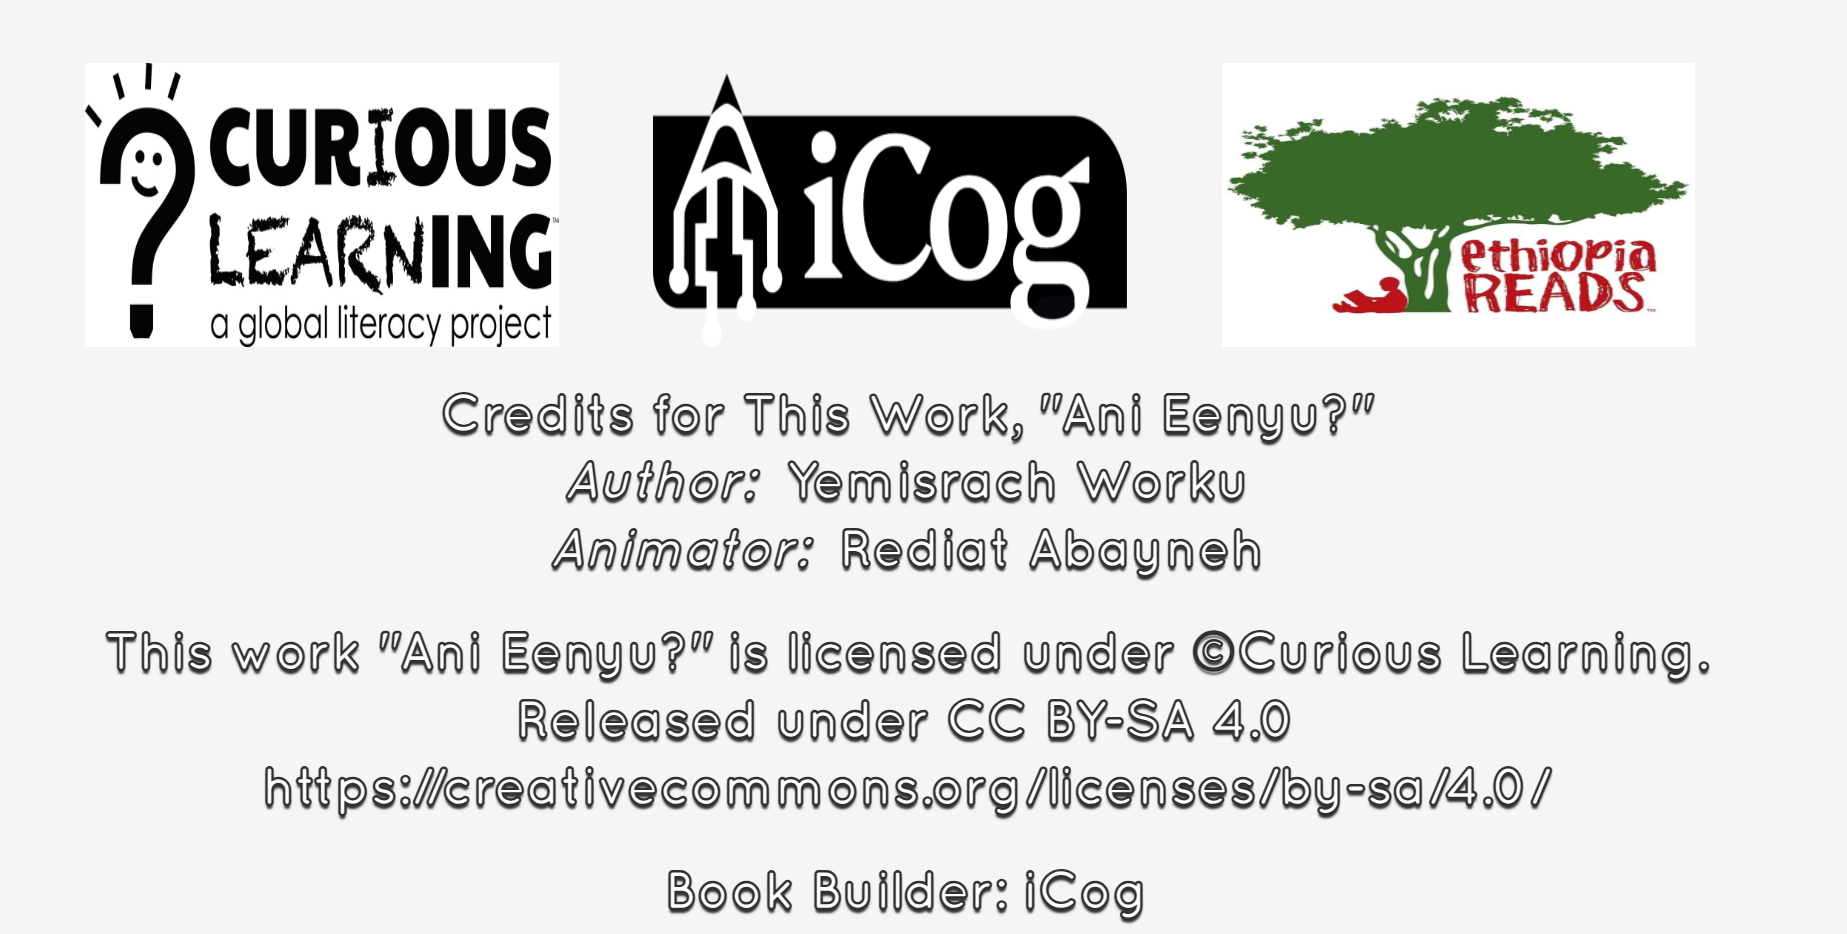 CURIOUS
LEARNING™
a global literacy project
iCog
ethiopia
READS™
Credits for This Work, "Ani Eenyu?"
Author: Yemisrach Worku
Animator: Rediat Abayneh
This work "Ani Eenyu?" is licensed under ©Curious Learning.
Released under CC BY-SA 4.0
https://creativecommons.org/licenses/by-sa/4.0/
Book Builder: iCog